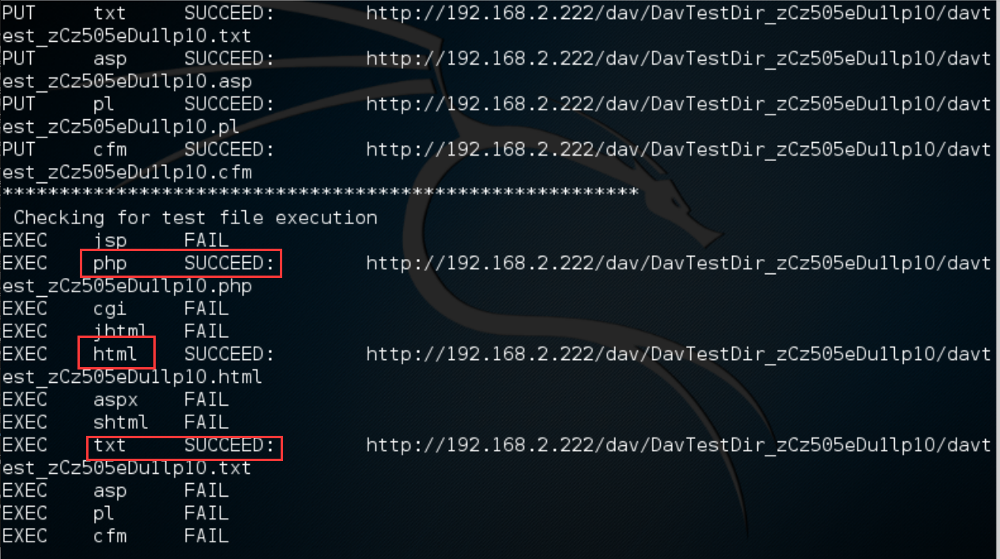 PUT     txt     SUCCEED:        http://192.168.2.222/dav/DavTestDir_zCz505eDu1lp10/davt
est_zCz505eDu1lp10.txt
PUT     asp     SUCCEED:        http://192.168.2.222/dav/DavTestDir_zCz505eDu1lp10/davt
est_zCz505eDu1lp10.asp
PUT     pl      SUCCEED:        http://192.168.2.222/dav/DavTestDir_zCz505eDu1lp10/davt
est_zCz505eDu1lp10.pl
PUT     cfm     SUCCEED:        http://192.168.2.222/dav/DavTestDir_zCz505eDu1lp10/davt
est_zCz505eDu1lp10.cfm
********************************************************
 Checking for test file execution
EXEC    jsp     FAIL
EXEC    php     SUCCEED:        http://192.168.2.222/dav/DavTestDir_zCz505eDu1lp10/davt
est_zCz505eDu1lp10.php
EXEC    cgi     FAIL
EXEC    jhtml   FAIL
EXEC    html    SUCCEED:        http://192.168.2.222/dav/DavTestDir_zCz505eDu1lp10/davt
est_zCz505eDu1lp10.html
EXEC    aspx    FAIL
EXEC    shtml   FAIL
EXEC    txt     SUCCEED:        http://192.168.2.222/dav/DavTestDir_zCz505eDu1lp10/davt
est_zCz505eDu1lp10.txt
EXEC    asp     FAIL
EXEC    pl      FAIL
EXEC    cfm     FAIL